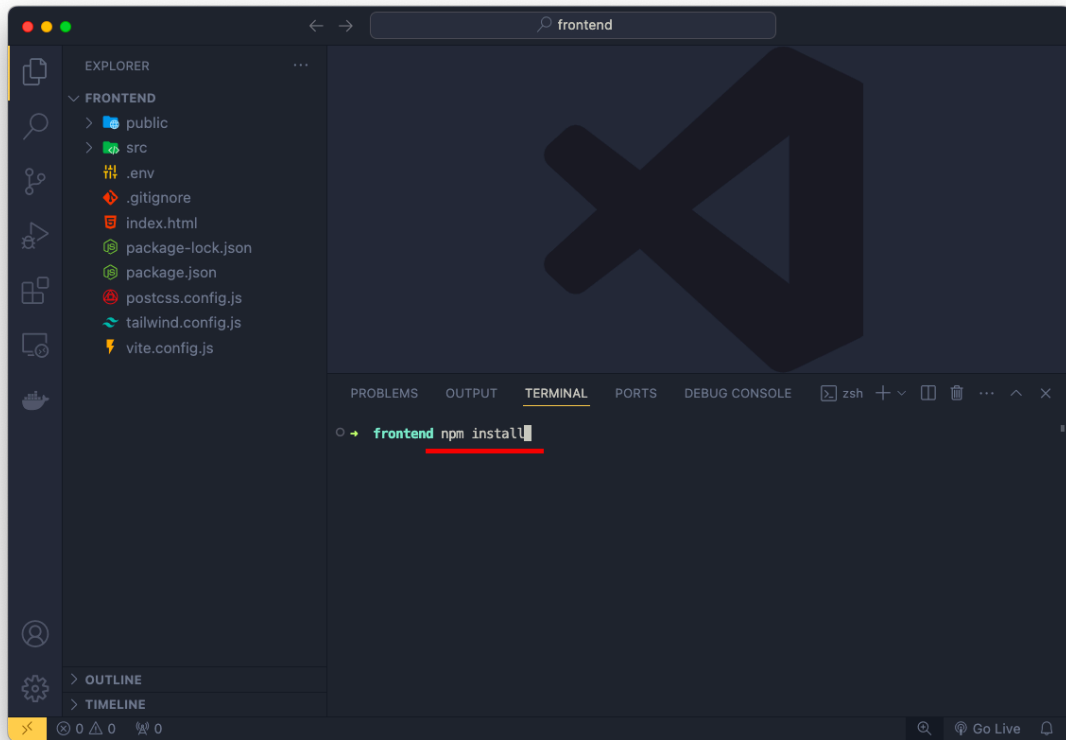 frontend
EXPLORER
FRONTEND
public
src
.env
.gitignore
index.html
package-lock.json
package.json
postcss.config.js
tailwind.config.js
vite.config.js
OUTLINE
TIMELINE
PROBLEMS OUTPUT TERMINAL PORTS DEBUG CONSOLE zsh
frontend npm install
0 0 0 Go Live